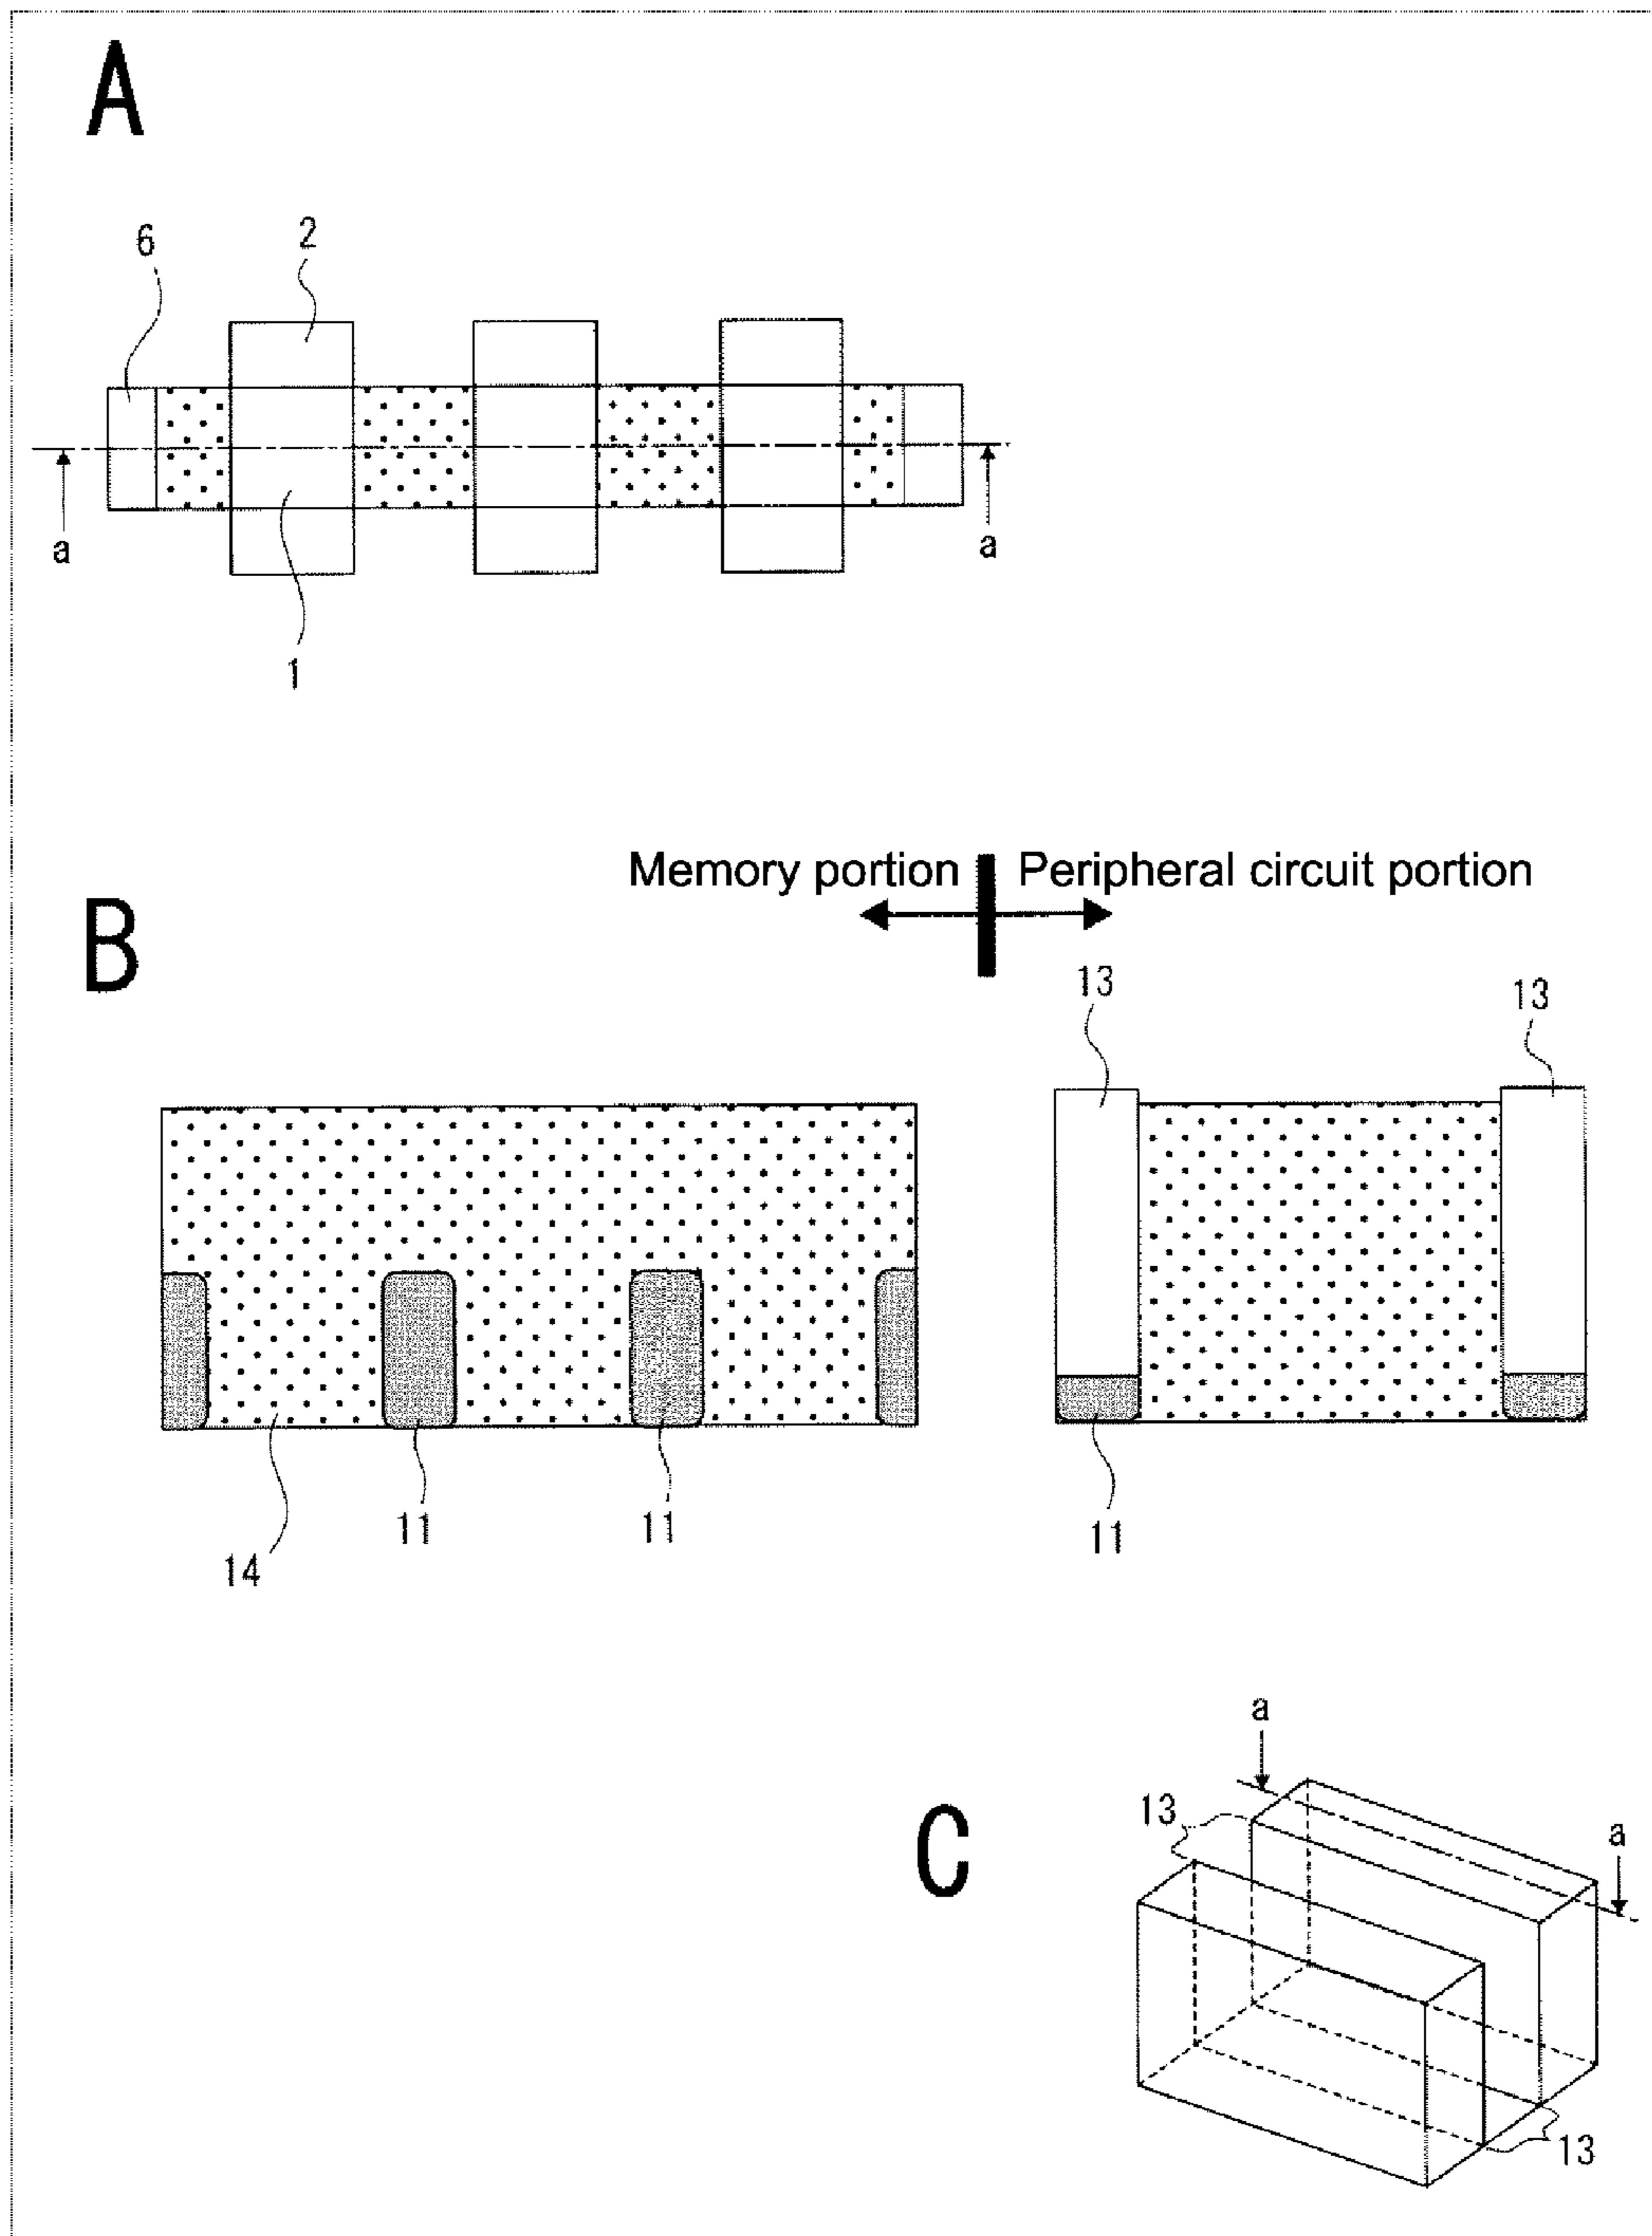 A
6
2
a
a
1
Memory portion
Peripheral circuit portion
B
13
13
11
11
11
14
a
13
a
C
13